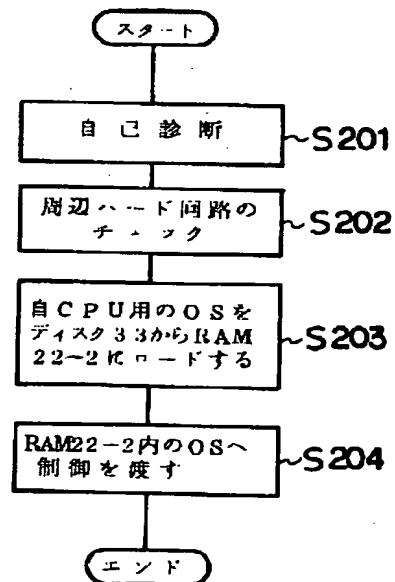 スタート
自己診断
S201
周辺ハード回路の
チェック
S202
自CPU用のOSを
ディスク33からRAM
22-2にロードする
S203
RAM22-2内のOSへ
制御を渡す
S204
エンド